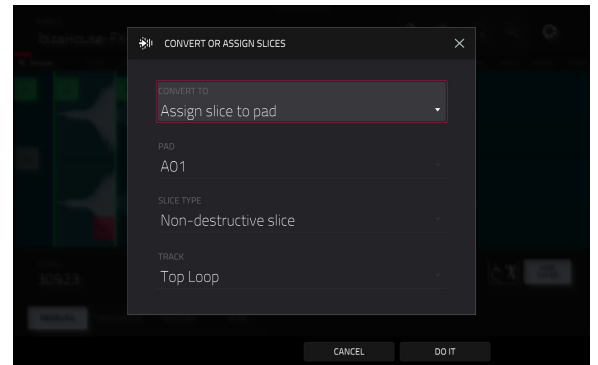 CONVERT OR ASSIGN SLICES
CONVERT TO
Assign slice to pad
PAD
A01
SLICE TYPE
Non-destructive slice
TRACK
Top Loop
30923
CANCEL
DO IT